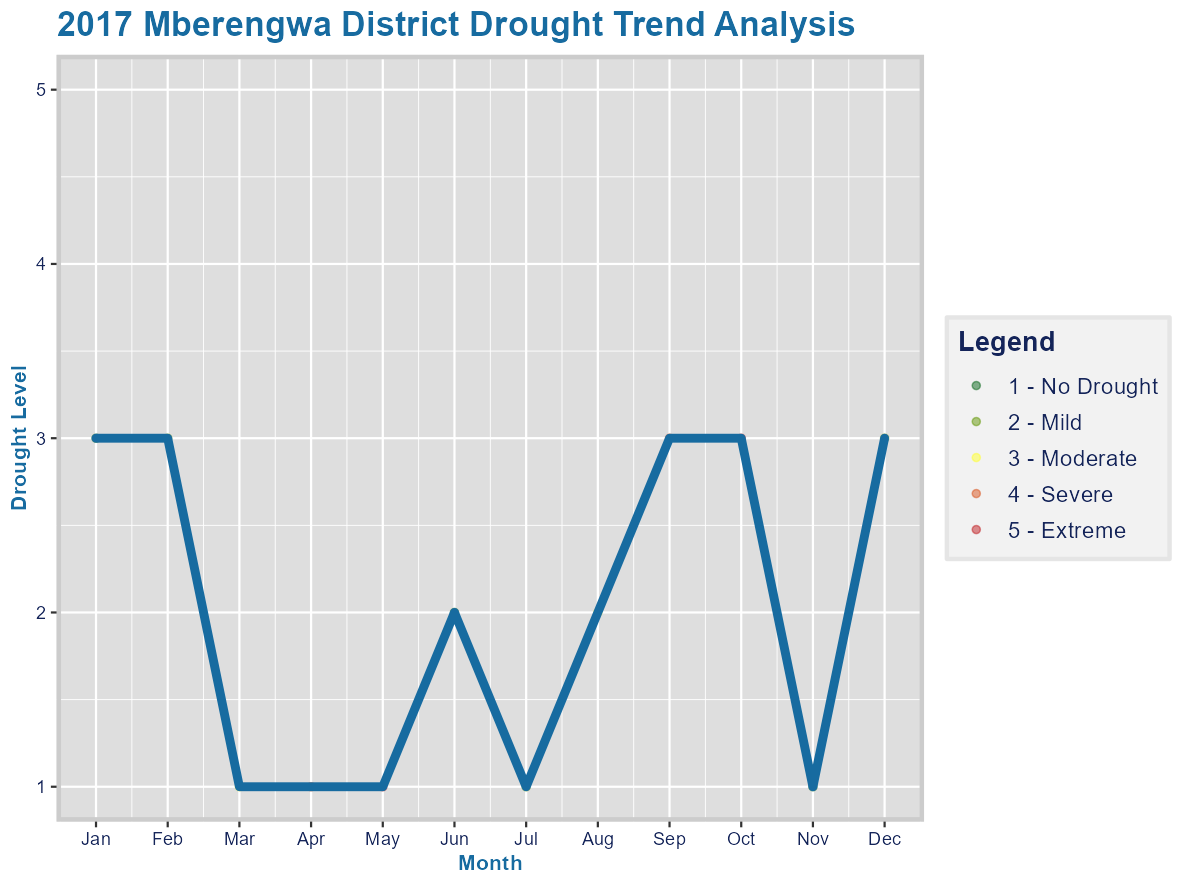 2017 Mberengwa District Drought Trend Analysis
Drought Level
5
4
3
2
1
Jan Feb Mar Apr May Jun Jul Aug Sep Oct Nov Dec
Month
Legend
1 - No Drought
2 - Mild
3 - Moderate
4 - Severe
5 - Extreme